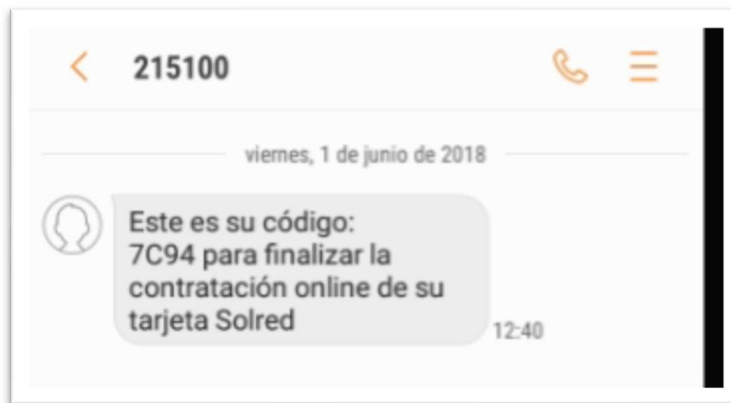 215100
viernes, 1 de junio de 2018
Este es su código:
7C94 para finalizar la
contratación online de su
tarjeta Solred
12:40